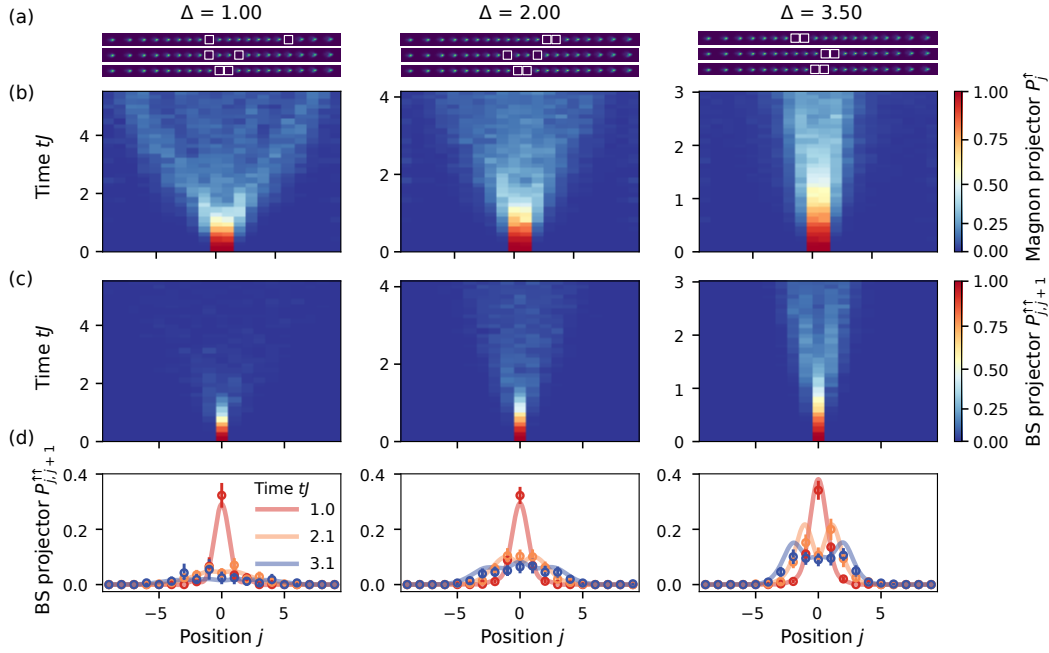 (a)
Δ = 1.00
Δ = 2.00
Δ = 3.50
(b)
Time tJ
4
2
0
4
2
0
3
2
1
0
1.00
0.75
0.50
0.25
0.00
Magnon projector P↑j
(c)
Time tJ
4
2
0
4
2
0
3
2
1
0
1.00
0.75
0.50
0.25
0.00
BS projector P↑↑j,j+1
(d)
BS projector P↑↑j,j+1
0.4
0.2
0.0
Time tJ
1.0
2.1
3.1
0.4
0.2
0.0
0.4
0.2
0.0
−5 0 5
−5 0 5
−5 0 5
Position j
Position j
Position j